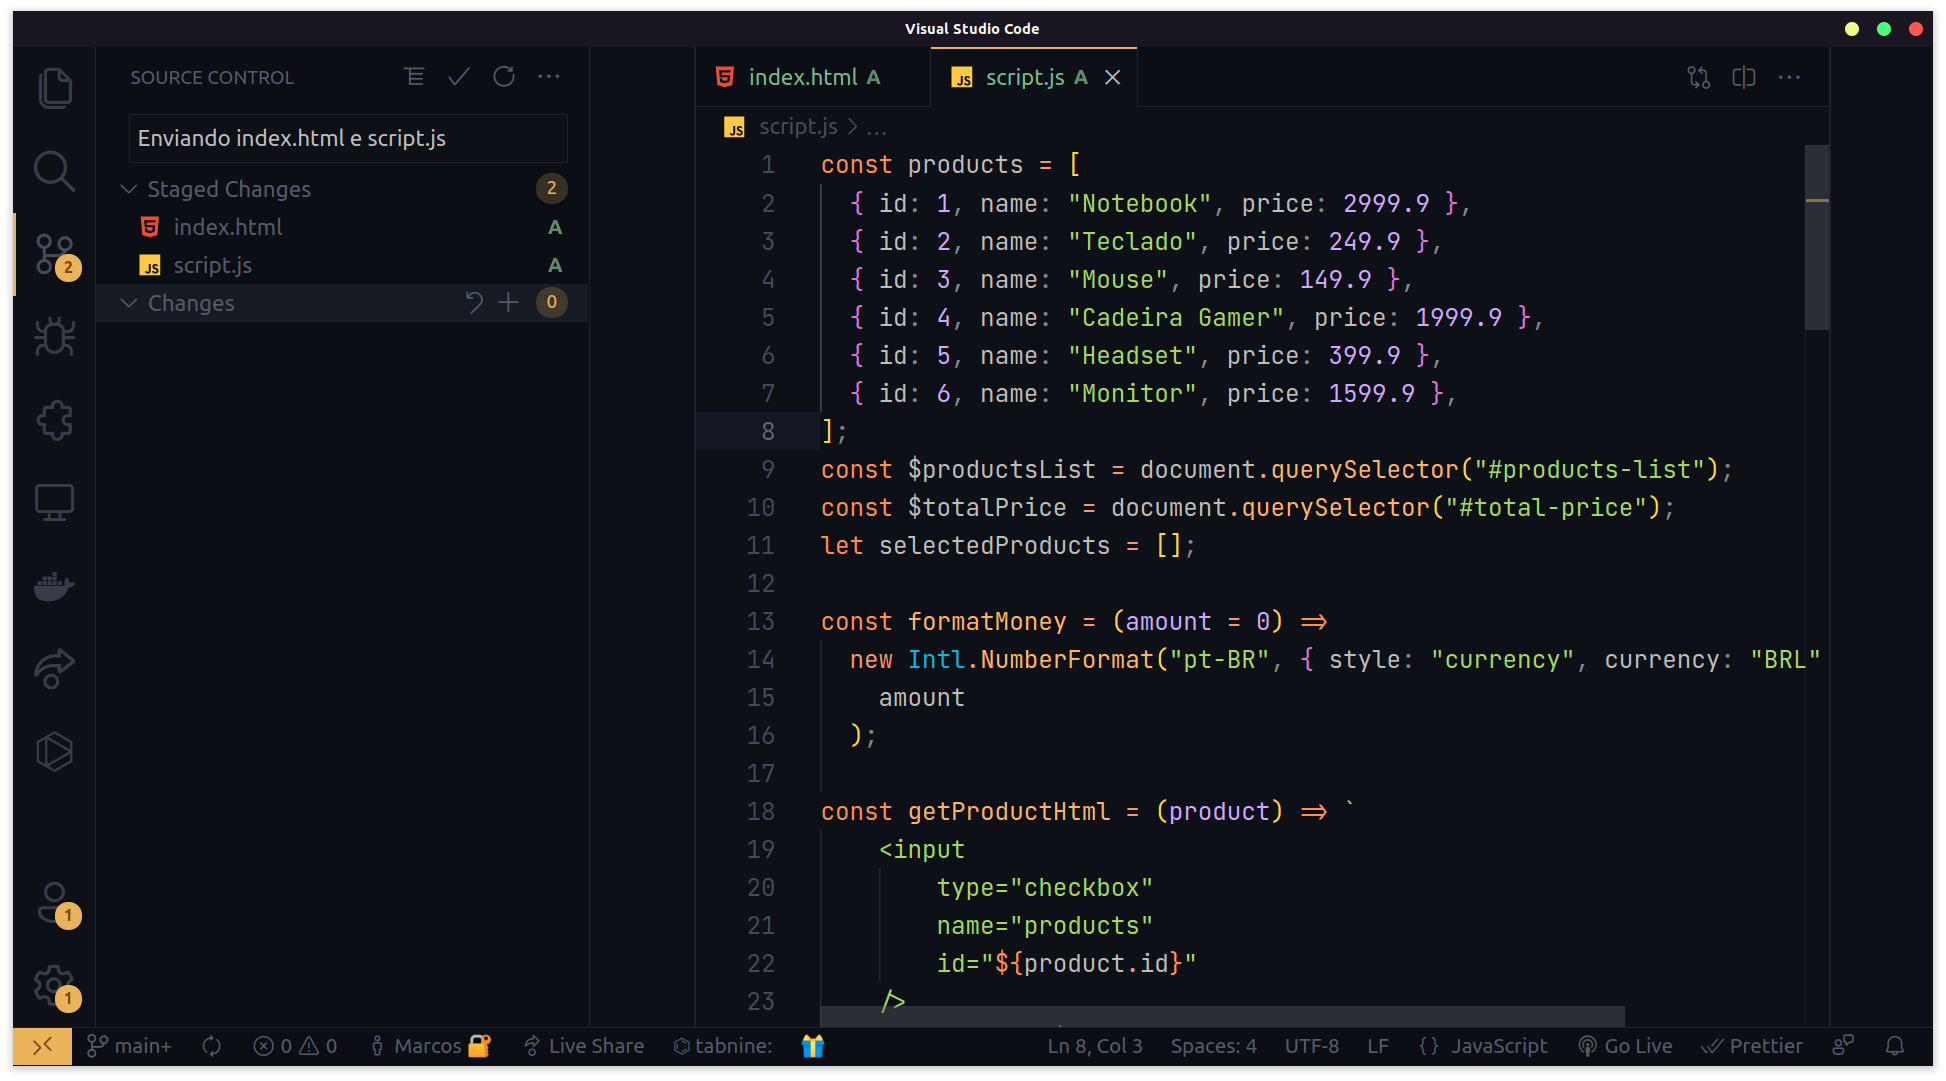 Visual Studio Code
SOURCE CONTROL
Enviando index.html e script.js
Staged Changes 2
index.html A
script.js A
Changes 0
2
1
1
index.html A
script.js A
script.js > ...
1 const products = [
2 { id: 1, name: "Notebook", price: 2999.9 },
3 { id: 2, name: "Teclado", price: 249.9 },
4 { id: 3, name: "Mouse", price: 149.9 },
5 { id: 4, name: "Cadeira Gamer", price: 1999.9 },
6 { id: 5, name: "Headset", price: 399.9 },
7 { id: 6, name: "Monitor", price: 1599.9 },
8 ];
9 const $productsList = document.querySelector("#products-list");
10 const $totalPrice = document.querySelector("#total-price");
11 let selectedProducts = [];
12
13 const formatMoney = (amount = 0) =>
14 new Intl.NumberFormat("pt-BR", { style: "currency", currency: "BRL"
15 amount
16 );
17
18 const getProductHtml = (product) => `
19 <input
20 type="checkbox"
21 name="products"
22 id="${product.id}"
23 />
main+ 0 0 Marcos Live Share tabnine: Ln 8, Col 3 Spaces: 4 UTF-8 LF {} JavaScript Go Live Prettier